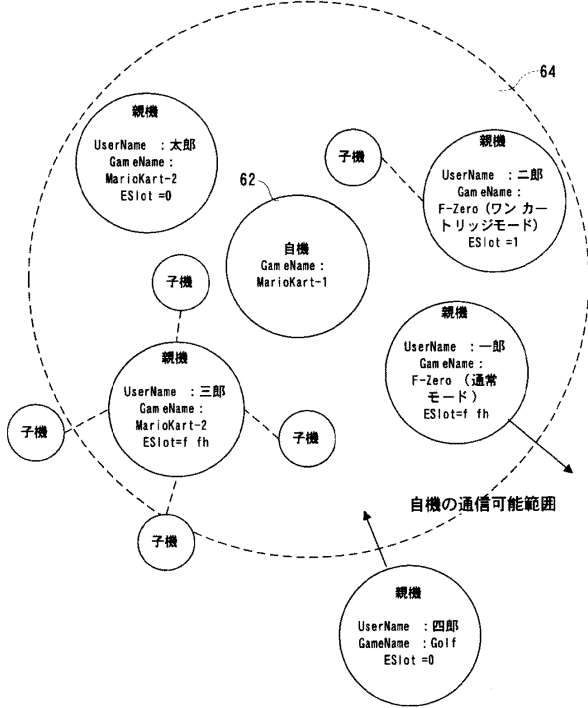 64
親機
UserName : 太郎
GameName :
MarioKart-2
ESlot =0
子機
親機
UserName : 二郎
GameName :
F-Zero (ワン カー
トリッジモード)
ESlot =1
62
自機
GameName :
MarioKart-1
子機
親機
UserName : 一郎
GameName :
F-Zero (通常
モード)
ESlot=f fh
親機
UserName : 三郎
GameName :
MarioKart-2
ESlot=f fh
子機
子機
子機
自機の通信可能範囲
親機
UserName : 四郎
GameName : Golf
ESlot =0